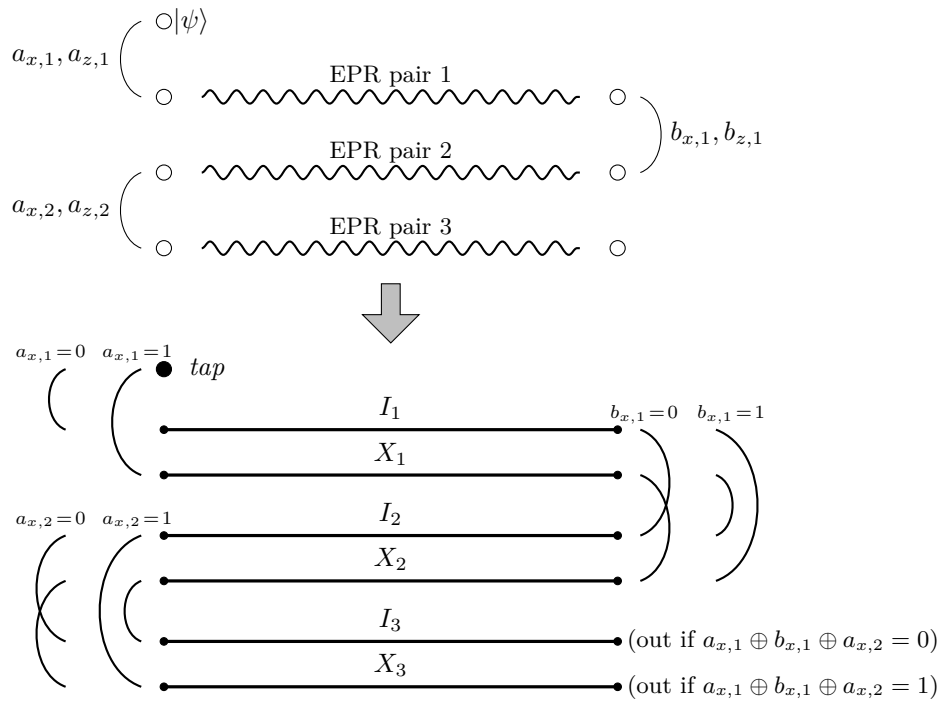 |ψ⟩
a_{x,1}, a_{z,1}
EPR pair 1
b_{x,1}, b_{z,1}
EPR pair 2
a_{x,2}, a_{z,2}
EPR pair 3
a_{x,1}=0 a_{x,1}=1
tap
I_1
b_{x,1}=0 b_{x,1}=1
X_1
I_2
a_{x,2}=0 a_{x,2}=1
X_2
I_3
(out if a_{x,1} ⊕ b_{x,1} ⊕ a_{x,2} = 0)
X_3
(out if a_{x,1} ⊕ b_{x,1} ⊕ a_{x,2} = 1)